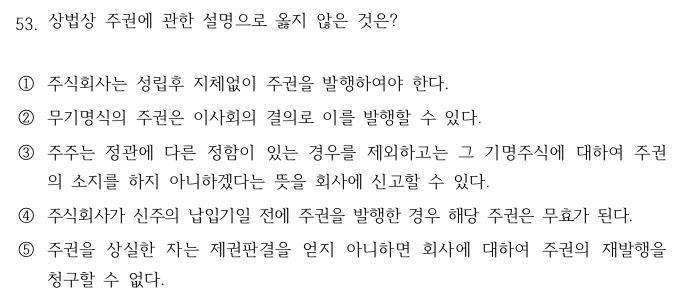 53. 상법상 주권에 관한 설명으로 옳지 않은 것은?
① 주식회사는 성립후 지체없이 주권을 발행하여야 한다.
② 무기명식의 주권은 이사회의 결의로 이를 발행할 수 있다.
③ 주주는 정관에 다른 정함이 있는 경우를 제외하고는 그 기명주식에 대하여 주권
의 소지를 하지 아니하겠다는 뜻을 회사에 신고할 수 있다.
④ 주식회사가 신주의 납입기일 전에 주권을 발행한 경우 해당 주권은 무효가 된다.
⑤ 주권을 상실한 자는 제권판결을 얻지 아니하면 회사에 대하여 주권의 재발행을
청구할 수 없다.